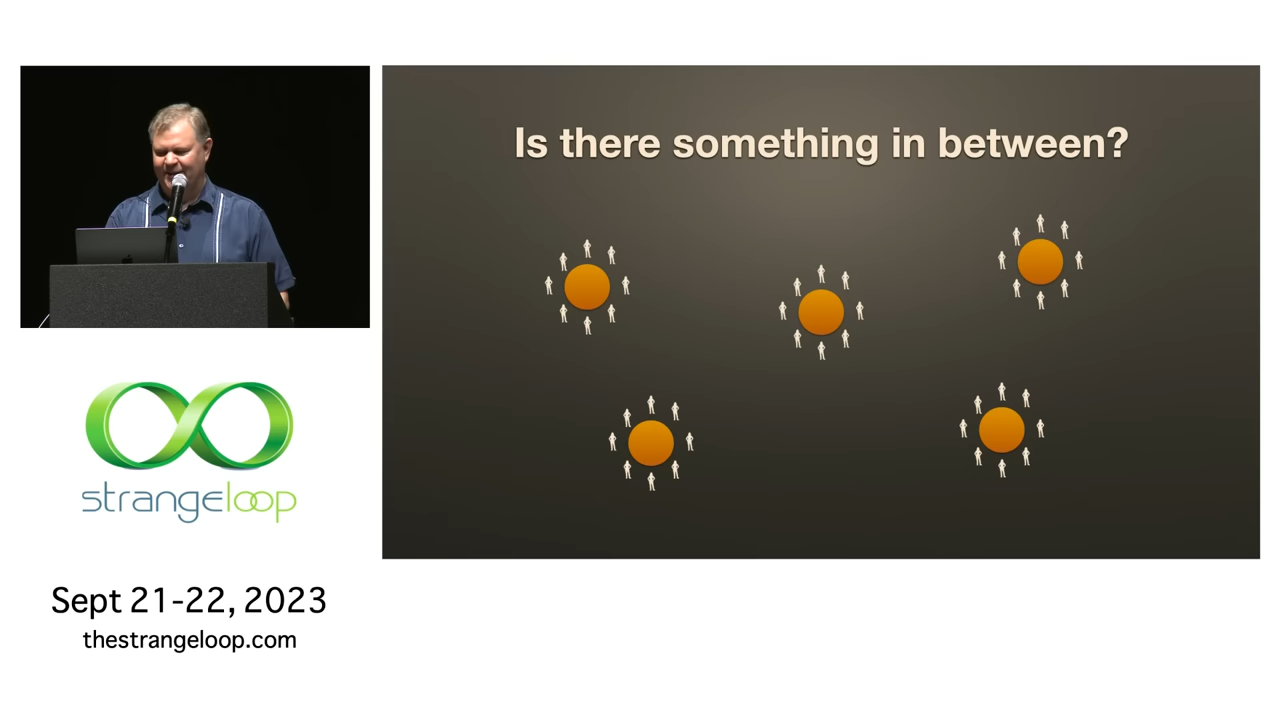 Is there something in between?
strangeloop
Sept 21-22, 2023
thestrangeloop.com